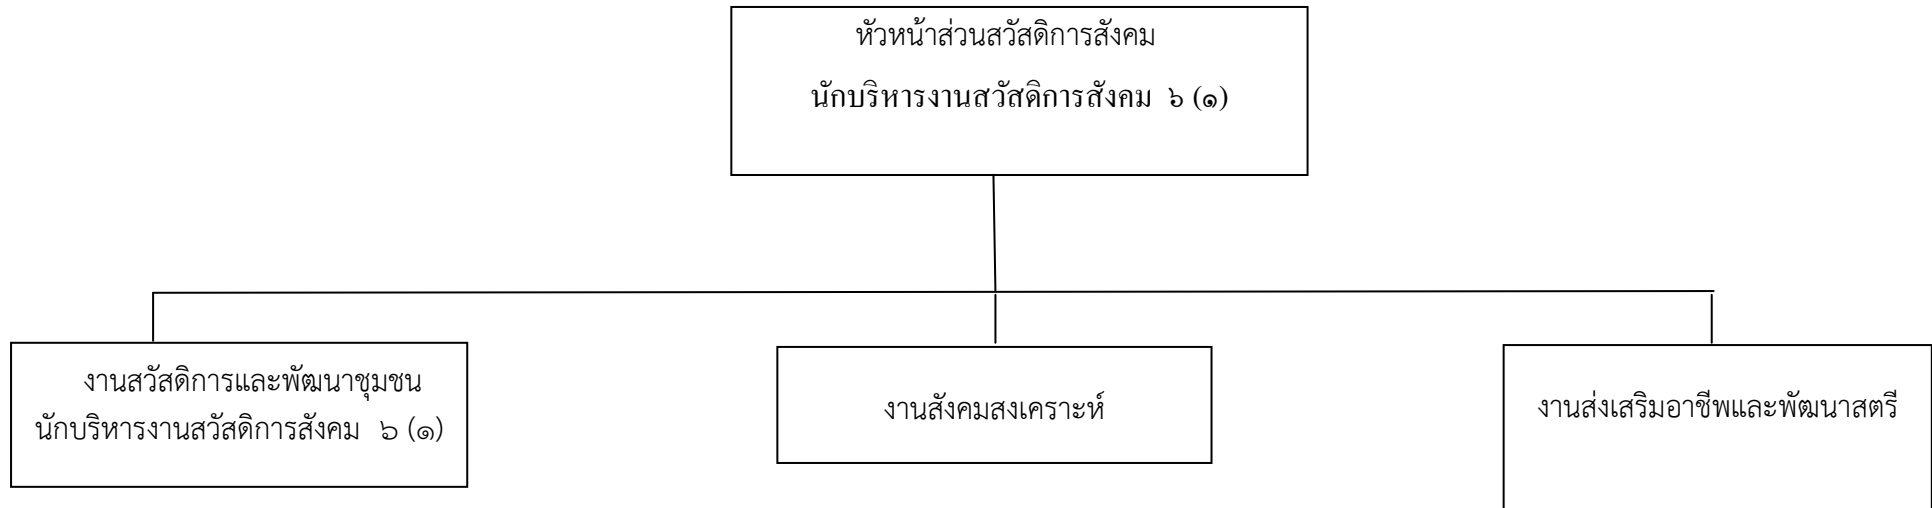 หัวหน้าส่วนสวัสดิการสังคม
นักบริหารงานสวัสดิการสังคม ๖ (๑)
งานสวัสดิการและพัฒนาชุมชน
นักบริหารงานสวัสดิการสังคม ๖ (๑)
งานสังคมสงเคราะห์
งานส่งเสริมอาชีพและพัฒนาสตรี